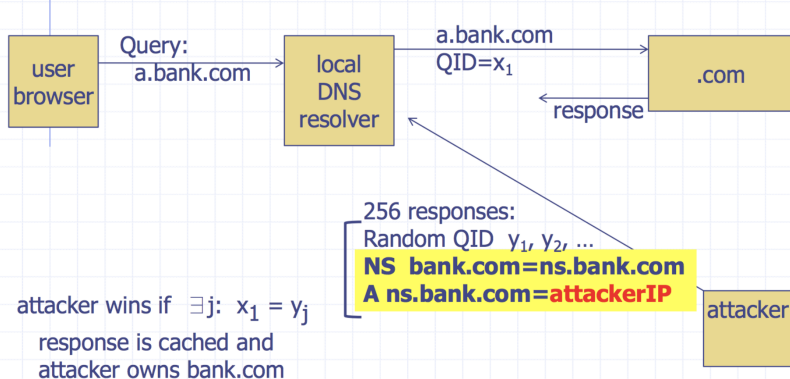 user
browser
Query:
a.bank.com
local
DNS
resolver
a.bank.com
QID=x₁
.com
response
256 responses:
Random QID y₁, y₂, …
NS bank.com=ns.bank.com
A ns.bank.com=attackerIP
attacker
attacker wins if ∃j: x₁ = yⱼ
response is cached and
attacker owns bank.com